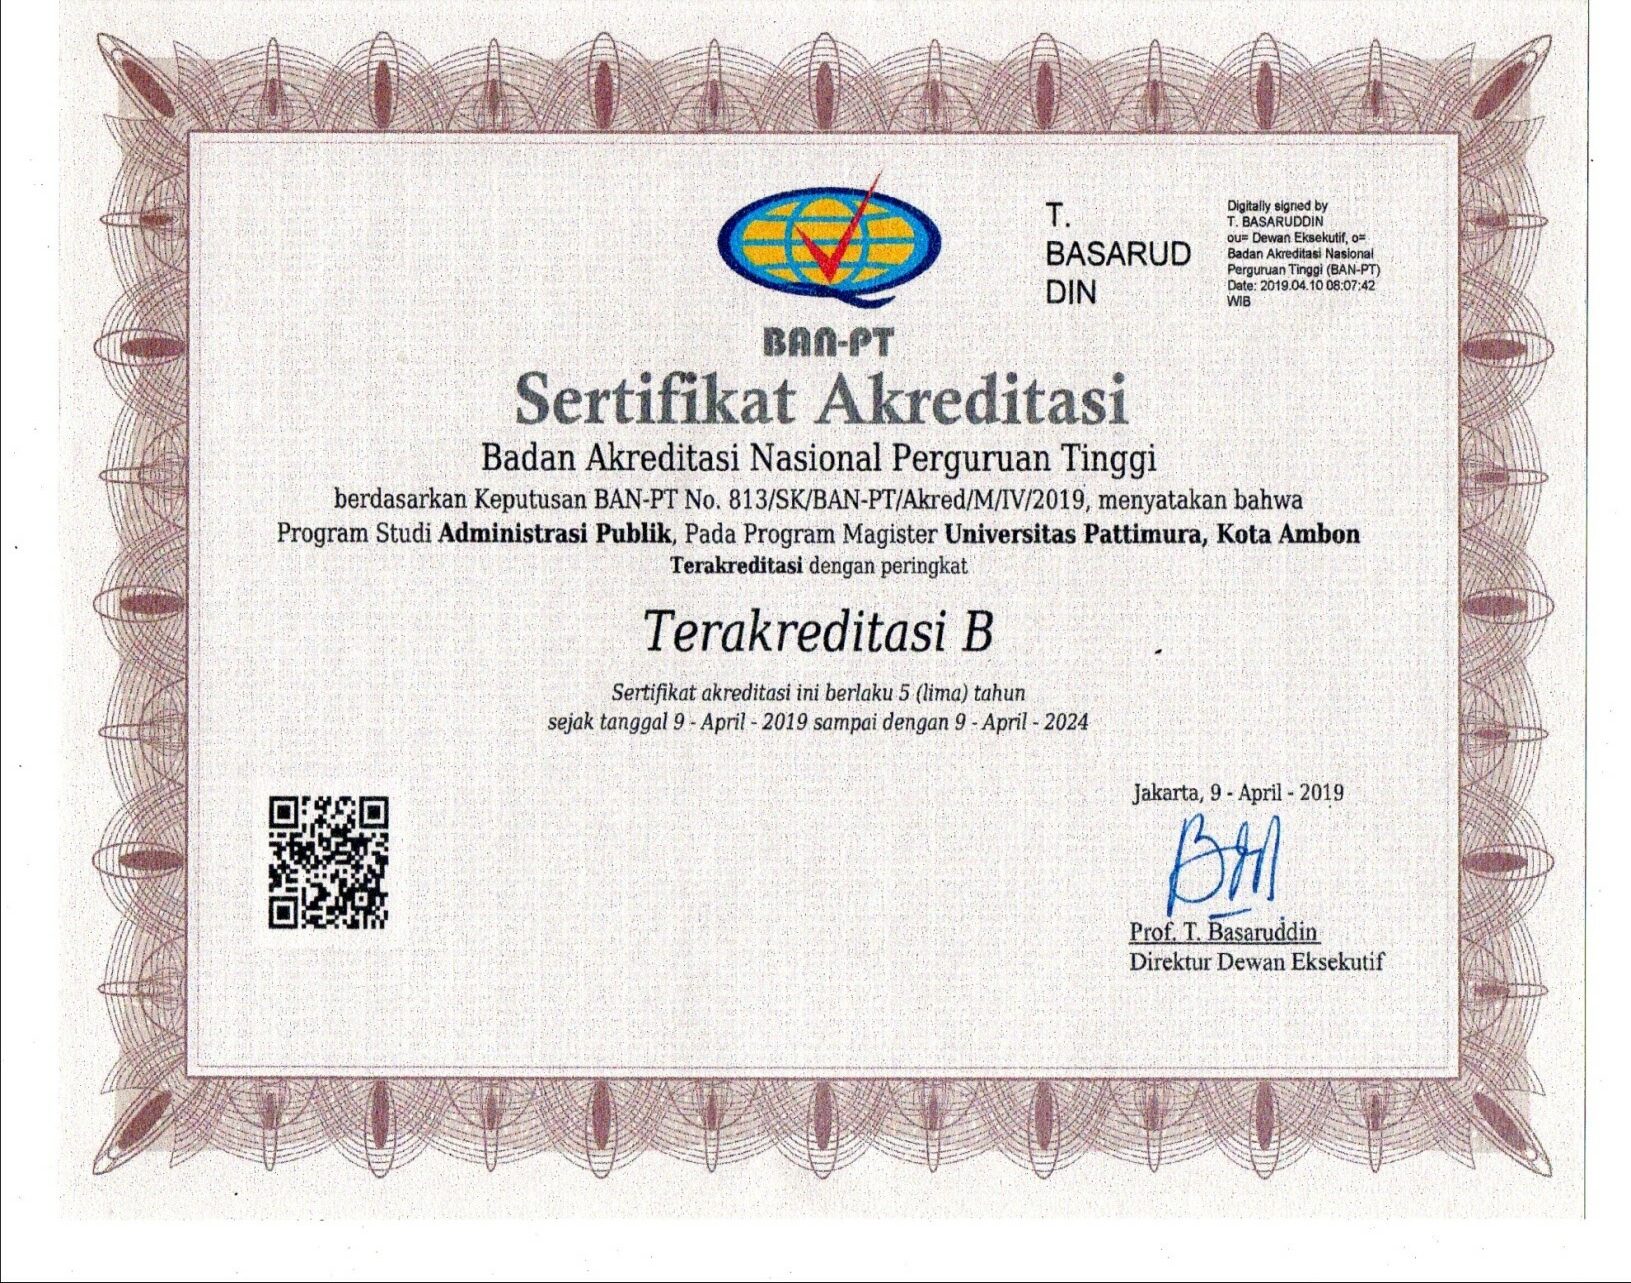 T.
BASARUD
DIN
Digitally signed by
T. BASARUDDIN
ou= Dewan Eksekutif, o=
Badan Akreditasi Nasional
Perguruan Tinggi (BAN-PT)
Date: 2019.04.10 08:07:42
WIB
BAN-PT
Sertifikat Akreditasi
Badan Akreditasi Nasional Perguruan Tinggi
berdasarkan Keputusan BAN-PT No. 813/SK/BAN-PT/Akred/M/IV/2019, menyatakan bahwa
Program Studi Administrasi Publik, Pada Program Magister Universitas Pattimura, Kota Ambon
Terakreditasi dengan peringkat
Terakreditasi B
Sertifikat akreditasi ini berlaku 5 (lima) tahun
sejak tanggal 9 - April - 2019 sampai dengan 9 - April - 2024
Jakarta, 9 - April - 2019
Prof. T. Basaruddin
Direktur Dewan Eksekutif